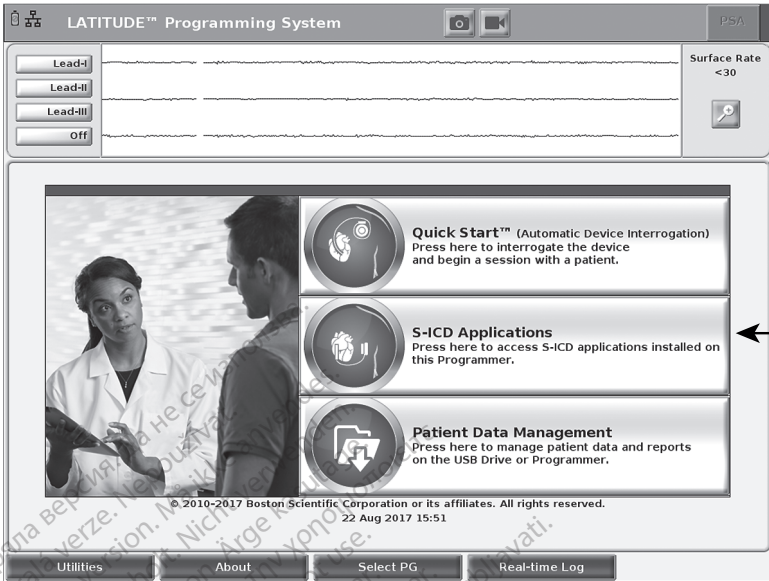 LATITUDE™ Programming System
PSA
Lead-I
Lead-II
Lead-III
Off
Surface Rate
<30
Quick Start™ (Automatic Device Interrogation)
Press here to interrogate the device
and begin a session with a patient.
S-ICD Applications
Press here to access S-ICD applications installed on
this Programmer.
Patient Data Management
Press here to manage patient data and reports
on the USB Drive or Programmer.
© 2010-2017 Boston Scientific Corporation or its affiliates. All rights reserved.
22 Aug 2017 15:51
Utilities
About
Select PG
Real-time Log